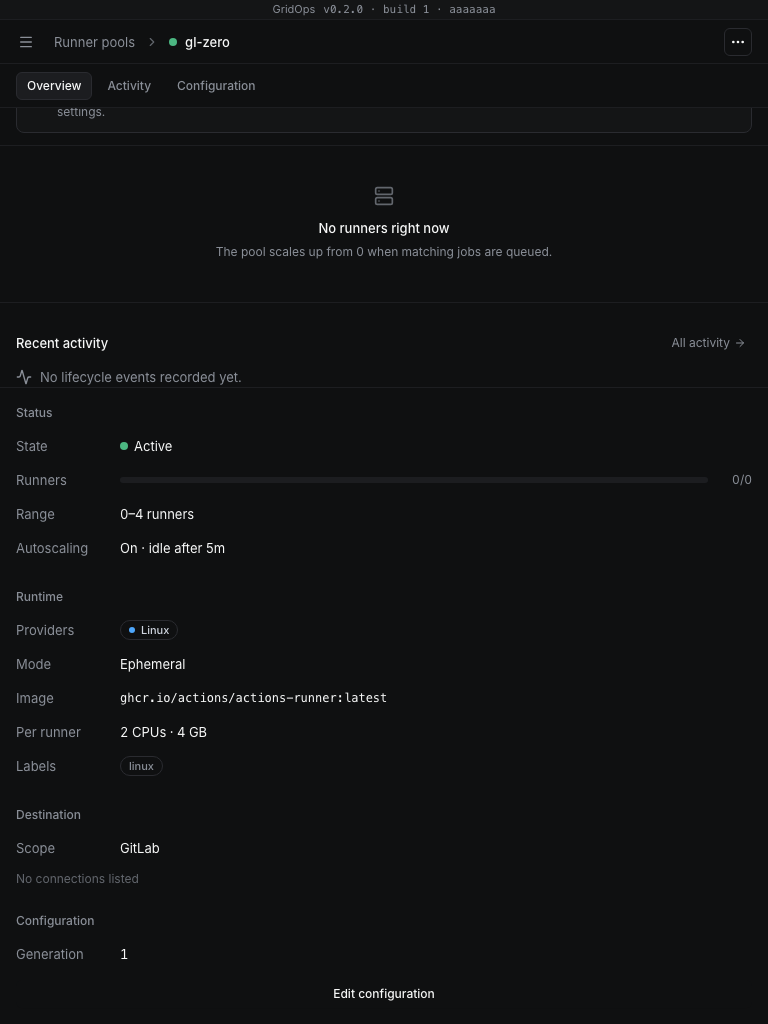 GridOps v0.2.0 · build 1 · aaaaaaa
Runner pools gl-zero
Overview Activity Configuration
settings.
No runners right now
The pool scales up from 0 when matching jobs are queued.
Recent activity All activity →
No lifecycle events recorded yet.
Status
State Active
Runners 0/0
Range 0–4 runners
Autoscaling On · idle after 5m
Runtime
Providers Linux
Mode Ephemeral
Image ghcr.io/actions/actions-runner:latest
Per runner 2 CPUs · 4 GB
Labels linux
Destination
Scope GitLab
No connections listed
Configuration
Generation 1
Edit configuration